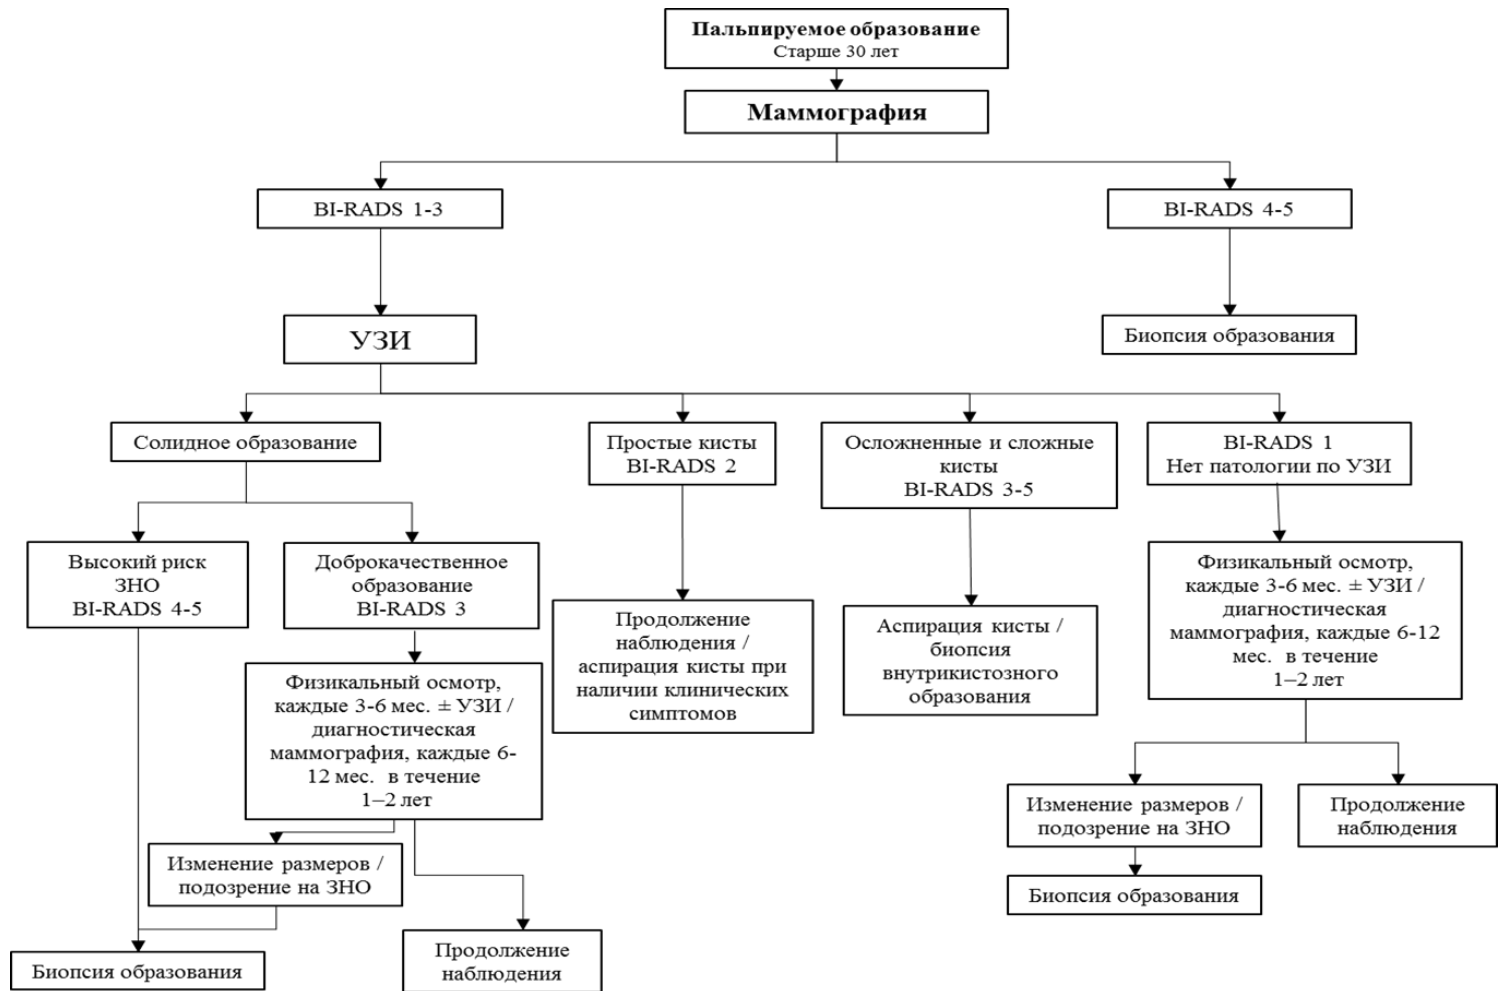 Пальпируемое образование
Старше 30 лет
Маммография
BI-RADS 1-3
BI-RADS 4-5
УЗИ
Биопсия образования
Солидное образование
Простые кисты
BI-RADS 2
Осложненные и сложные
кисты
BI-RADS 3-5
BI-RADS 1
Нет патологии по УЗИ
Высокий риск
ЗНО
BI-RADS 4-5
Доброкачественное
образование
BI-RADS 3
Продолжение
наблюдения /
аспирация кисты при
наличии клинических
симптомов
Аспирация кисты /
биопсия
внутрикистозного
образования
Физикальный осмотр,
каждые 3-6 мес. ± УЗИ /
диагностическая
маммография, каждые 6-12
мес. в течение
1–2 лет
Физикальный осмотр,
каждые 3-6 мес. ± УЗИ /
диагностическая
маммография, каждые 6-
12 мес. в течение
1–2 лет
Изменение размеров /
подозрение на ЗНО
Продолжение
наблюдения
Изменение размеров /
подозрение на ЗНО
Биопсия образования
Биопсия образования
Продолжение
наблюдения